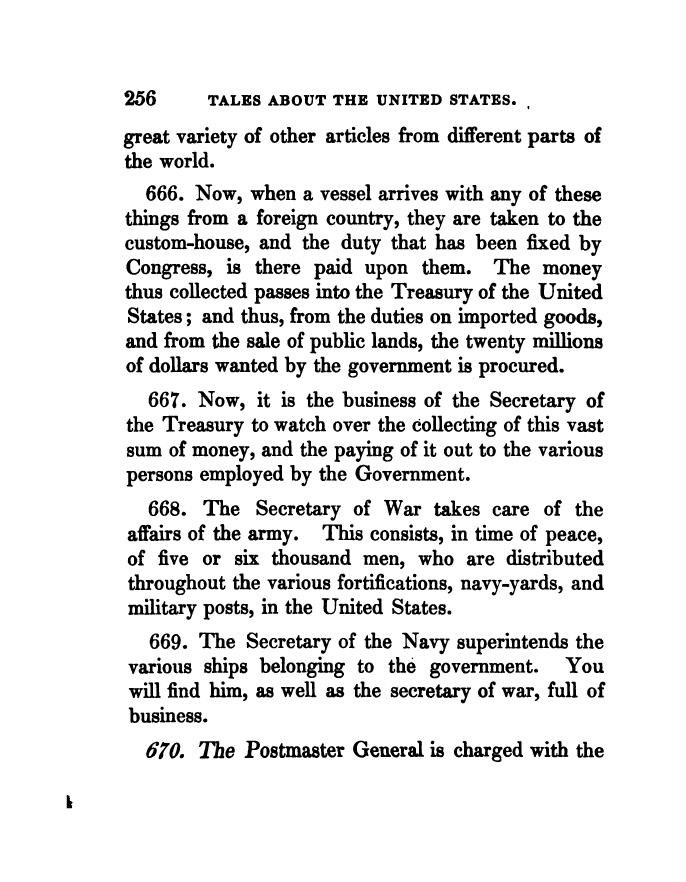 256 TALES ABOUT THE UNITED STATES.
great variety of other articles from different parts of
the world.
666. Now, when a vessel arrives with any of these
things from a foreign country, they are taken to the
custom-house, and the duty that has been fixed by
Congress, is there paid upon them. The money
thus collected passes into the Treasury of the United
States; and thus, from the duties on imported goods,
and from the sale of public lands, the twenty millions
of dollars wanted by the government is procured.
667. Now, it is the business of the Secretary of
the Treasury to watch over the collecting of this vast
sum of money, and the paying of it out to the various
persons employed by the Government.
668. The Secretary of War takes care of the
affairs of the army. This consists, in time of peace,
of five or six thousand men, who are distributed
throughout the various fortifications, navy-yards, and
military posts, in the United States.
669. The Secretary of the Navy superintends the
various ships belonging to the government. You
will find him, as well as the secretary of war, full of
business.
670. The Postmaster General is charged with the